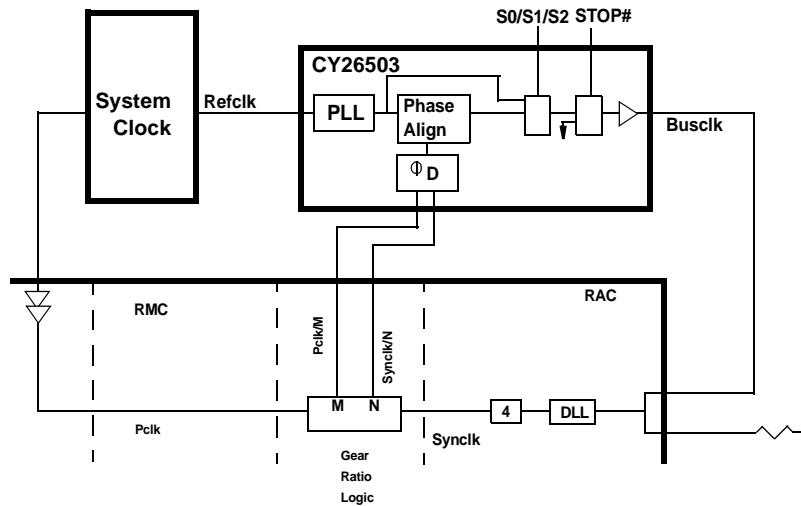 S0/S1/S2 STOP#
CY26503
System
Clock
Refclk
PLL
Phase
Align
Busclk
Φ D
RMC
RAC
Pclk/M
Synclk/N
M N
4
DLL
Pclk
Synclk
Gear
Ratio
Logic